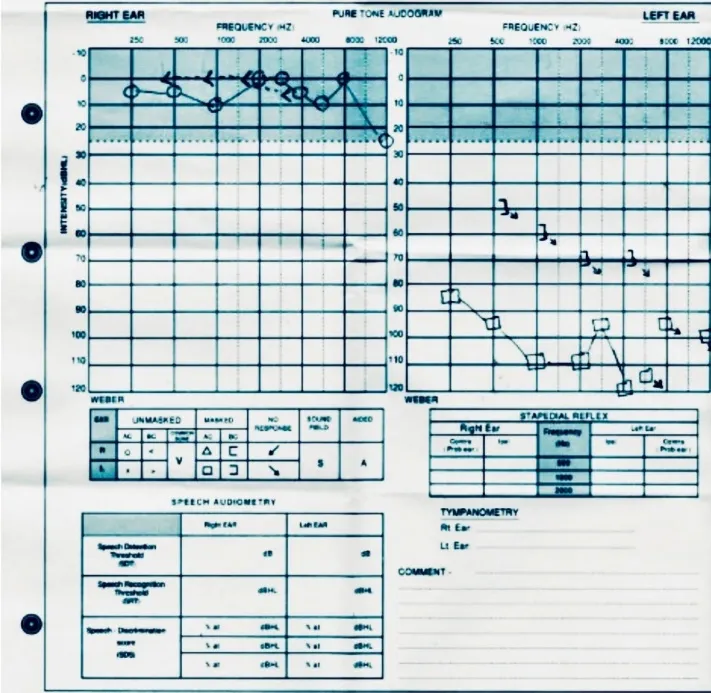 RIGHT EAR
PURE TONE AUDOGRAM
LEFT EAR
FREQUENCY (HZ)
FREQUENCY (HZ)
250 500 1000 2000 4000 8000 12000
250 500 1000 2000 4000 8000 12000
-10
0
10
20
30
40
50
60
70
80
90
100
110
120
INTENSITY(dBHL)
-10
0
10
20
30
40
50
60
70
80
90
100
110
120
WEBER
WEBER
EAR UNMASKED MASKED NO RESPONSE SOUND FIELD AIDED
AC BC AC BC
R O <
V S A
L x >
STAPEDIAL REFLEX
Right Ear Frequency (Hz) Left Ear
Contra (Prob ear) Ipsi Ipsi Contra (Prob ear)
500
1000
2000
SPEECH AUDIOMETRY
Right EAR Left EAR
Speech Detention Threshold (SDT) dB dB
Speech Recognition Threshold (SRT) dBHL dBHL
Speech - Discrimination score (SDS)
% at dBHL % at dBHL
% at dBHL % at dBHL
% at dBHL % at dBHL
TYMPANOMETRY
Rt Ear
Lt Ear
COMMENT -